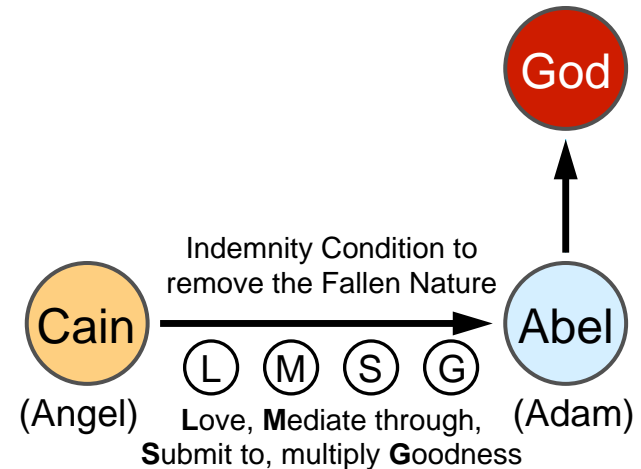 God
Indemnity Condition to
remove the Fallen Nature
Cain
Abel
L M S G
(Angel)
(Adam)
Love, Mediate through,
Submit to, multiply Goodness